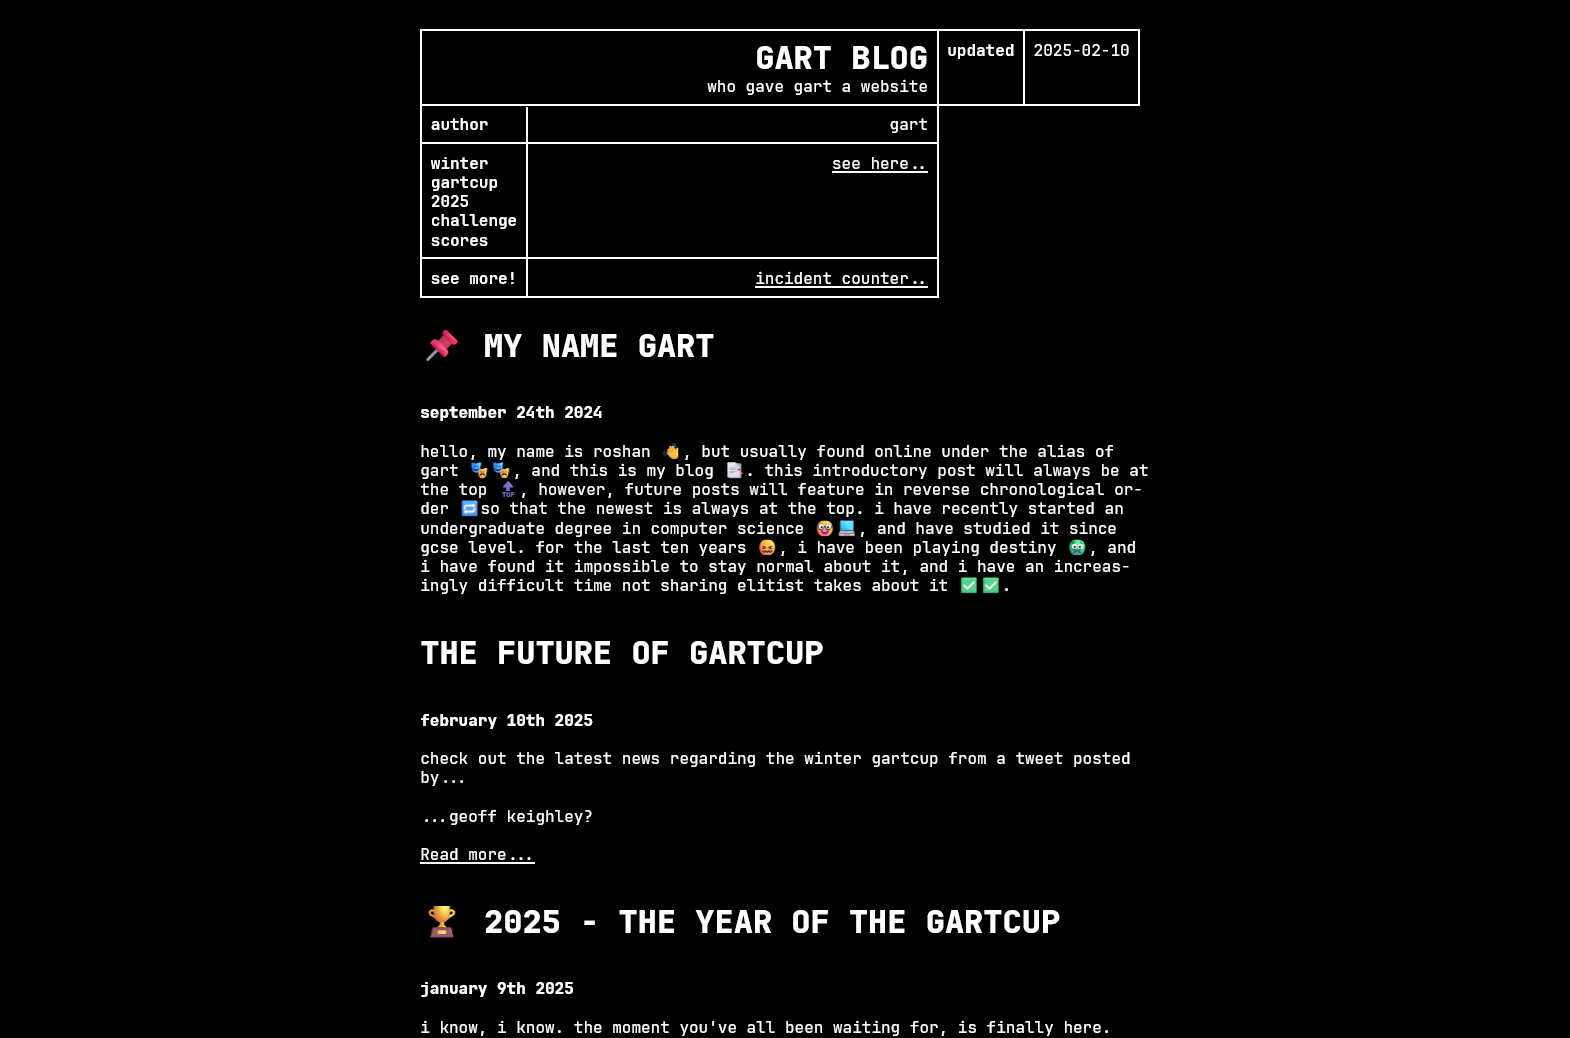 GART BLOG
who gave gart a website
updated
2025-02-10
author
gart
winter
gartcup
2025
challenge
scores
see here..
see more!
incident counter..
📌 MY NAME GART
september 24th 2024
hello, my name is roshan 👋, but usually found online under the alias of
gart 🎭🎭, and this is my blog 📑. this introductory post will always be at
the top 🔝, however, future posts will feature in reverse chronological or-
der 🔁so that the newest is always at the top. i have recently started an
undergraduate degree in computer science 🤪💻, and have studied it since
gcse level. for the last ten years 😖, i have been playing destiny 🤮, and
i have found it impossible to stay normal about it, and i have an increas-
ingly difficult time not sharing elitist takes about it ✅✅.
THE FUTURE OF GARTCUP
february 10th 2025
check out the latest news regarding the winter gartcup from a tweet posted
by...
...geoff keighley?
Read more...
🏆 2025 - THE YEAR OF THE GARTCUP
january 9th 2025
i know, i know. the moment you've all been waiting for, is finally here.